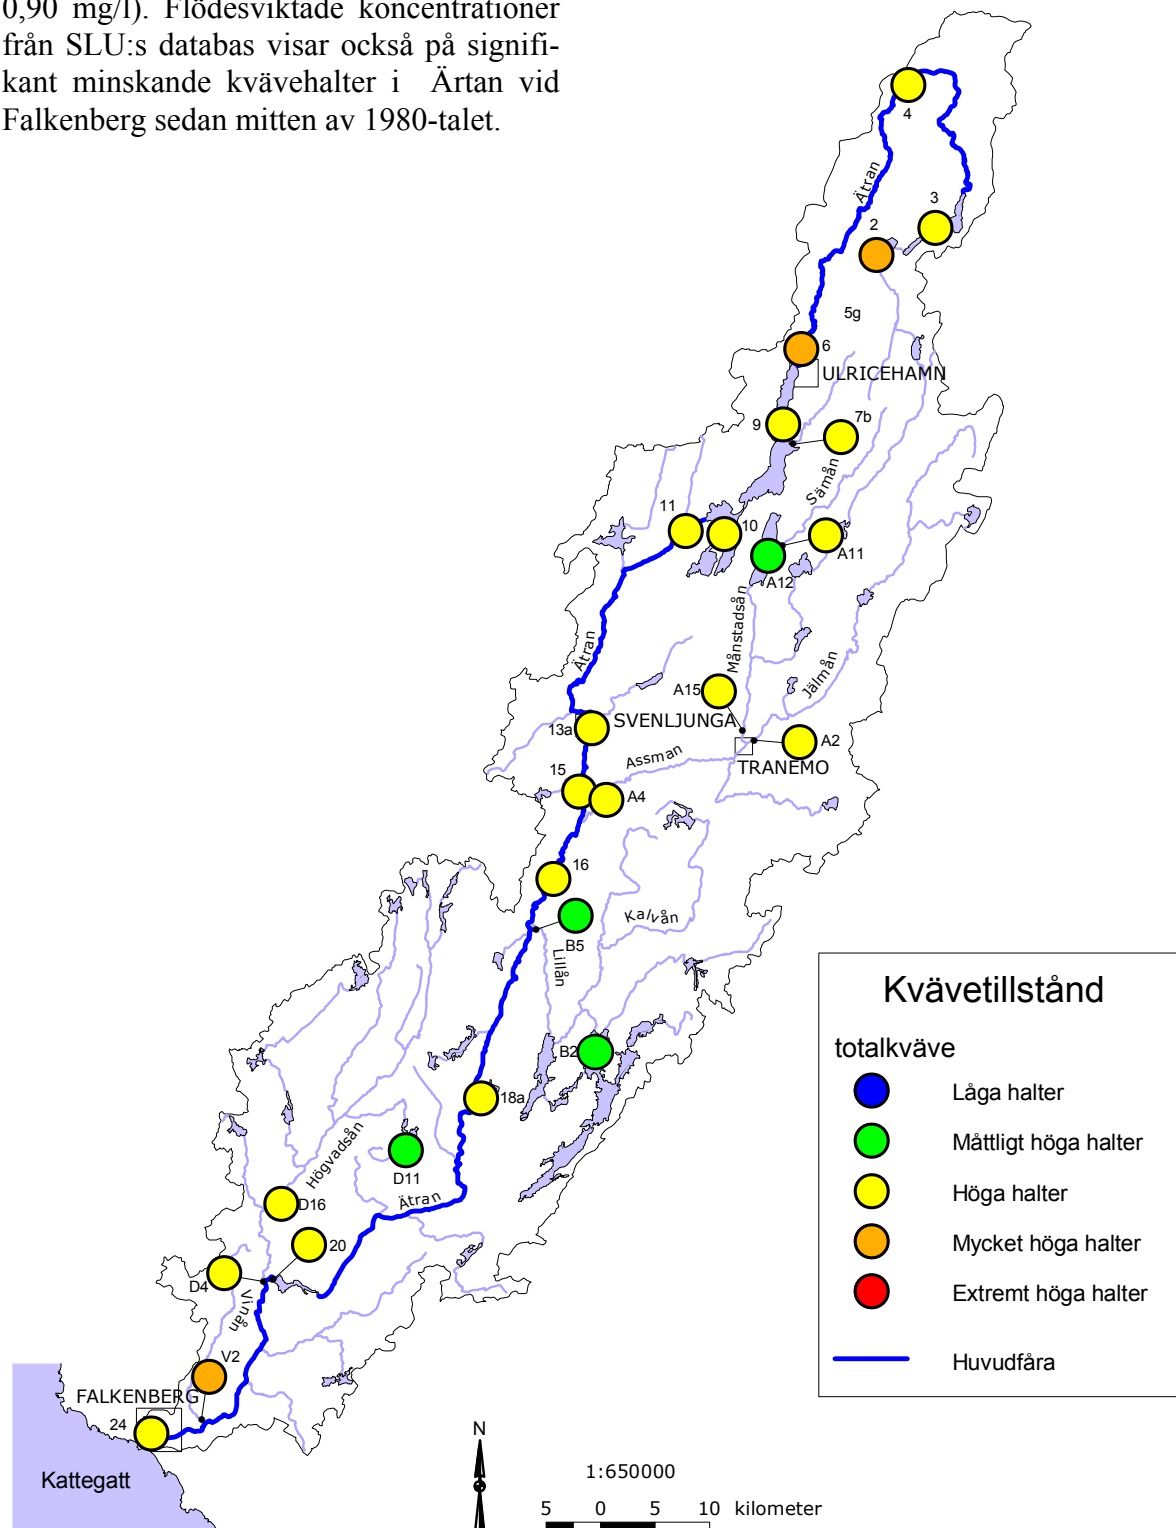 0,90 mg/l). Flödesviktade koncentrationer
från SLU:s databas visar också på signifi-
kant minskande kvävehalter i Ärtan vid
Falkenberg sedan mitten av 1980-talet.
4
Ätran
3
2
5g
6
ULRICEHAMN
9
7b
Sämån
11
10
A11
A12
Månstadsån
Ätran
Jälmån
A15
SVENLJUNGA
13a
A2
Assman
TRANEMO
15
A4
16
Kalvån
B5
Lillån
B2
18a
Högvadsån
D11
Ätran
D16
20
D4
Vinån
V2
FALKENBERG
24
Kattegatt
Kvävetillstånd
totalkväve
Låga halter
Måttligt höga halter
Höga halter
Mycket höga halter
Extremt höga halter
Huvudfåra
N
1:650000
5 0 5 10 kilometer